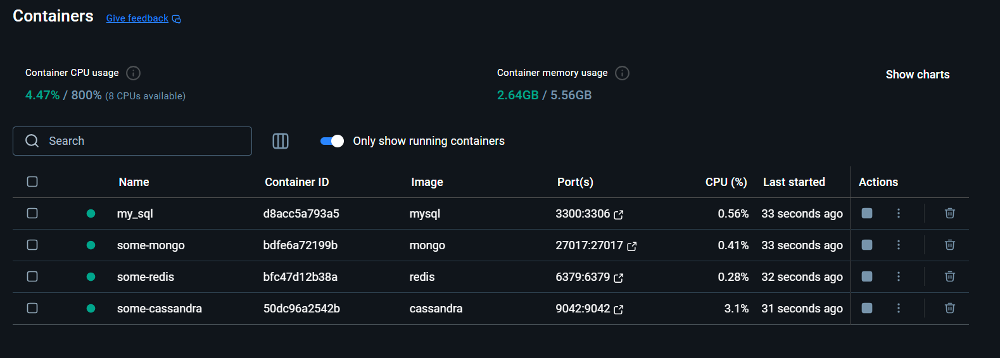 Containers Give feedback
Container CPU usage Container memory usage Show charts
4.47% / 800% (8 CPUs available) 2.64GB / 5.56GB
Search Only show running containers
Name Container ID Image Port(s) CPU (%) Last started Actions
my_sql d8acc5a793a5 mysql 3300:3306 0.56% 33 seconds ago
some-mongo bdfe6a72199b mongo 27017:27017 0.41% 33 seconds ago
some-redis bfc47d12b38a redis 6379:6379 0.28% 32 seconds ago
some-cassandra 50dc96a2542b cassandra 9042:9042 3.1% 31 seconds ago